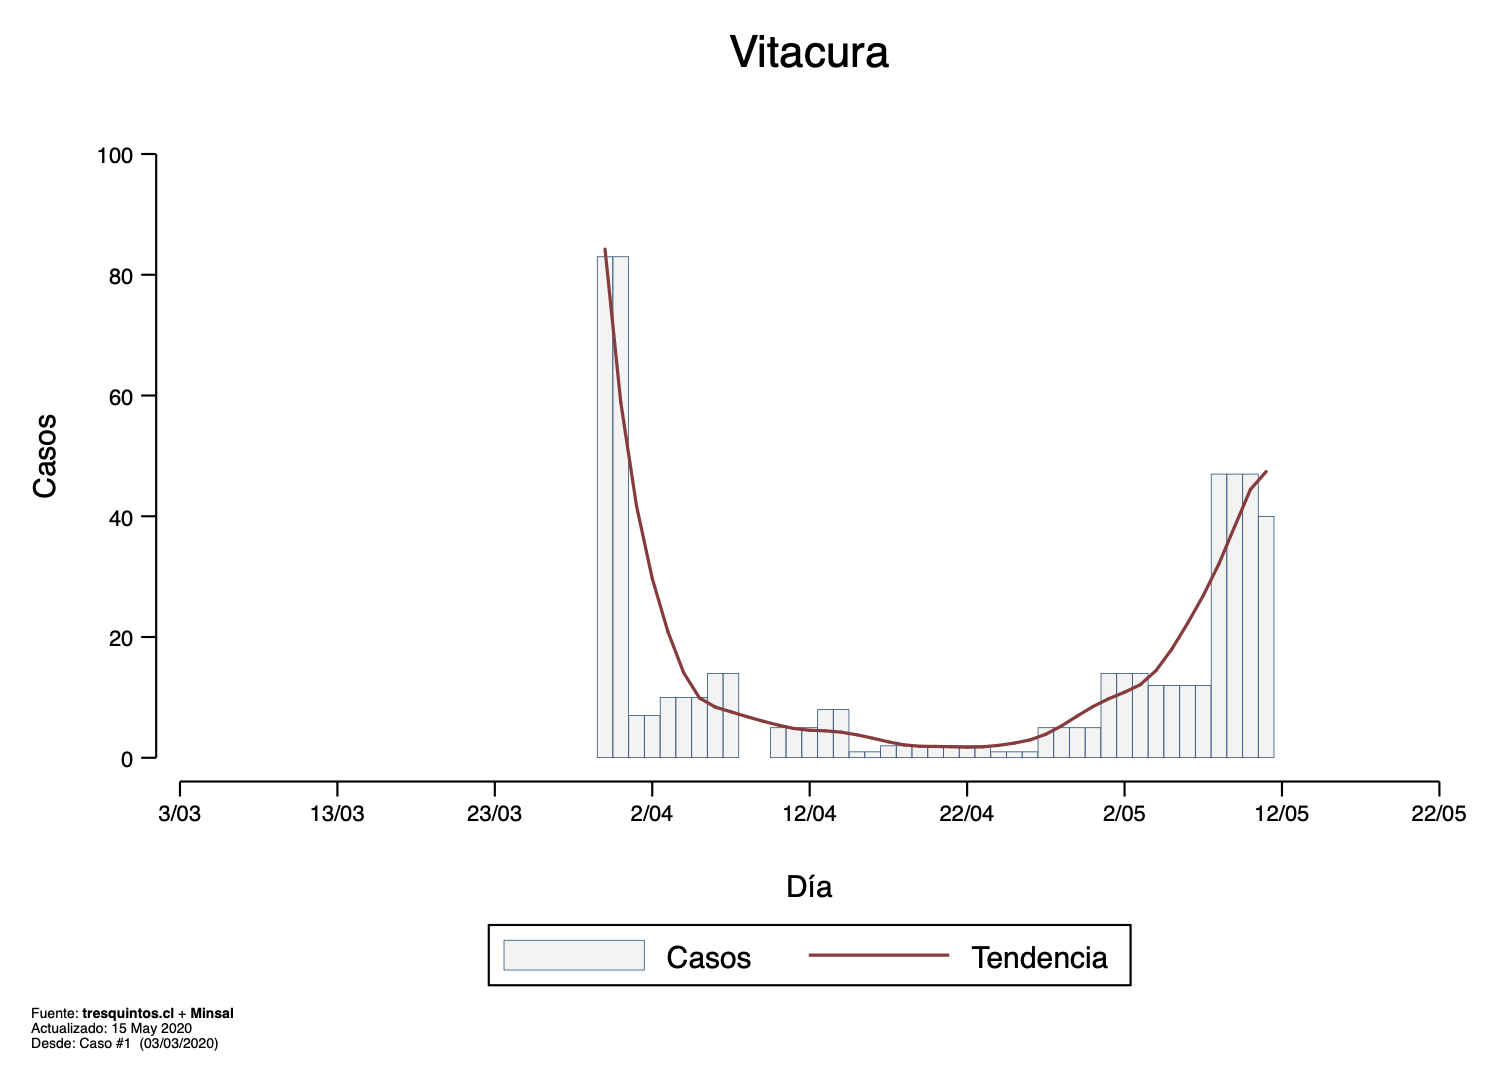 Vitacura
100
80
60
40
20
0
Casos
3/03 13/03 23/03 2/04 12/04 22/04 2/05 12/05 22/05
Día
Casos Tendencia
Fuente: tresquintos.cl + Minsal
Actualizado: 15 May 2020
Desde: Caso #1 (03/03/2020)